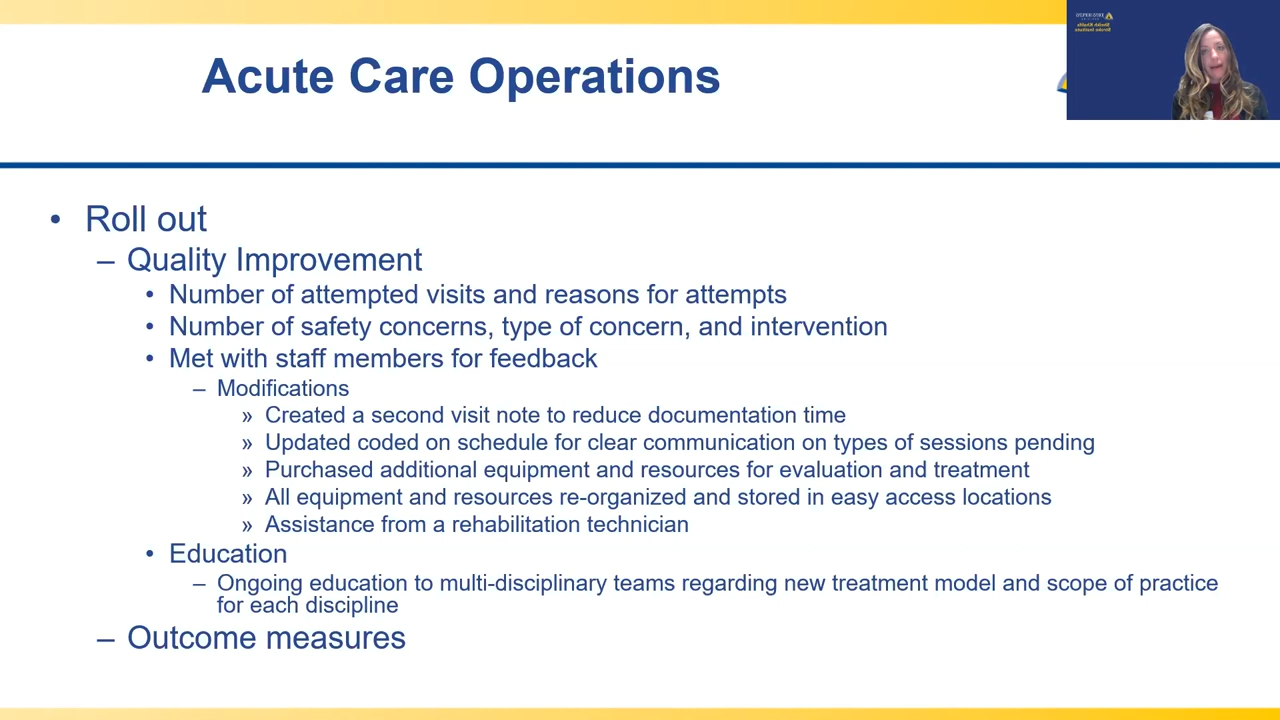 Acute Care Operations
• Roll out
– Quality Improvement
• Number of attempted visits and reasons for attempts
• Number of safety concerns, type of concern, and intervention
• Met with staff members for feedback
– Modifications
» Created a second visit note to reduce documentation time
» Updated coded on schedule for clear communication on types of sessions pending
» Purchased additional equipment and resources for evaluation and treatment
» All equipment and resources re-organized and stored in easy access locations
» Assistance from a rehabilitation technician
• Education
– Ongoing education to multi-disciplinary teams regarding new treatment model and scope of practice
for each discipline
– Outcome measures